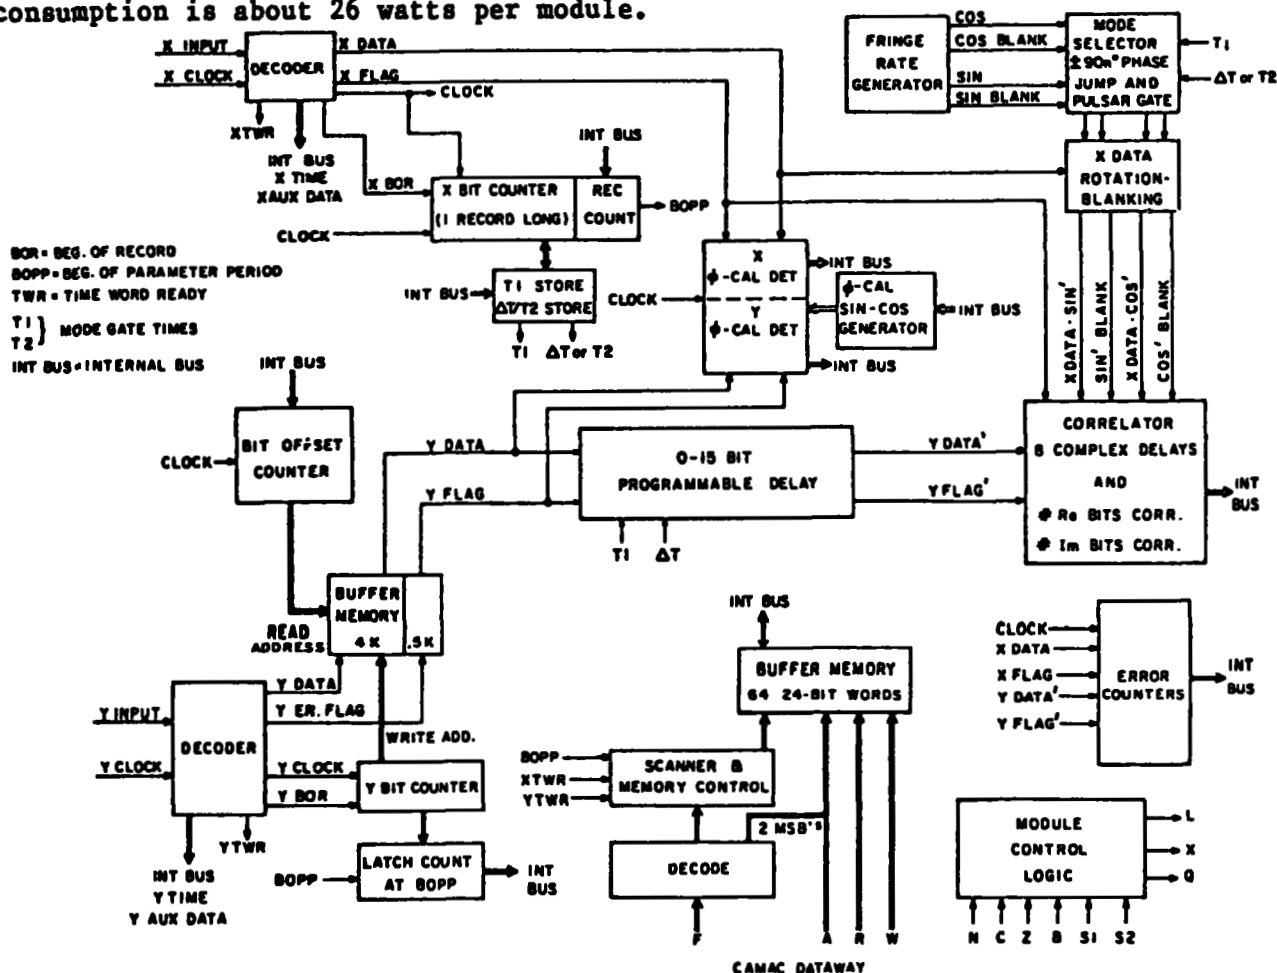 consumption is about 26 watts per module.
X INPUT
X CLOCK
DECODER
X DATA
X FLAG
CLOCK
XTWR
INT BUS
X TIME
XAUX DATA
X BOR
CLOCK
X BIT COUNTER
(1 RECORD LONG)
REC
COUNT
INT BUS
BOPP
INT BUS
T1 STORE
ΔT/T2 STORE
T1
ΔT or T2
FRINGE
RATE
GENERATOR
COS
COS BLANK
SIN
SIN BLANK
MODE
SELECTOR
±90n° PHASE
JUMP AND
PULSAR GATE
T1
ΔT or T2
X DATA
ROTATION-
BLANKING
XDATA·SIN'
SIN' BLANK
XDATA·COS'
COS' BLANK
BOR = BEG. OF RECORD
BOPP = BEG. OF PARAMETER PERIOD
TWR = TIME WORD READY
T1
T2 } MODE GATE TIMES
INT BUS = INTERNAL BUS
CLOCK
X
ϕ-CAL DET
Y
ϕ-CAL DET
INT BUS
INT BUS
ϕ-CAL
SIN-COS
GENERATOR
INT BUS
INT BUS
CLOCK
BIT OFFSET
COUNTER
Y DATA
Y FLAG
0-15 BIT
PROGRAMMABLE DELAY
T1
ΔT
Y DATA'
Y FLAG'
CORRELATOR
8 COMPLEX DELAYS
AND
# Re BITS CORR.
# Im BITS CORR.
INT
BUS
READ
ADDRESS
BUFFER
MEMORY
4K
.5K
Y INPUT
Y CLOCK
DECODER
Y DATA
Y ER. FLAG
WRITE ADD.
Y CLOCK
Y BOR
Y BIT COUNTER
YTWR
INT BUS
Y TIME
Y AUX DATA
BOPP
LATCH COUNT
AT BOPP
INT
BUS
INT BUS
BUFFER MEMORY
64 24-BIT WORDS
BOPP
XTWR
YTWR
SCANNER &
MEMORY CONTROL
2 MSB'S
DECODE
F
A
R
W
CAMAC DATAWAY
CLOCK
X DATA
X FLAG
Y DATA'
Y FLAG'
ERROR
COUNTERS
INT
BUS
MODULE
CONTROL
LOGIC
L
X
Q
N
C
Z
B
S1
S2